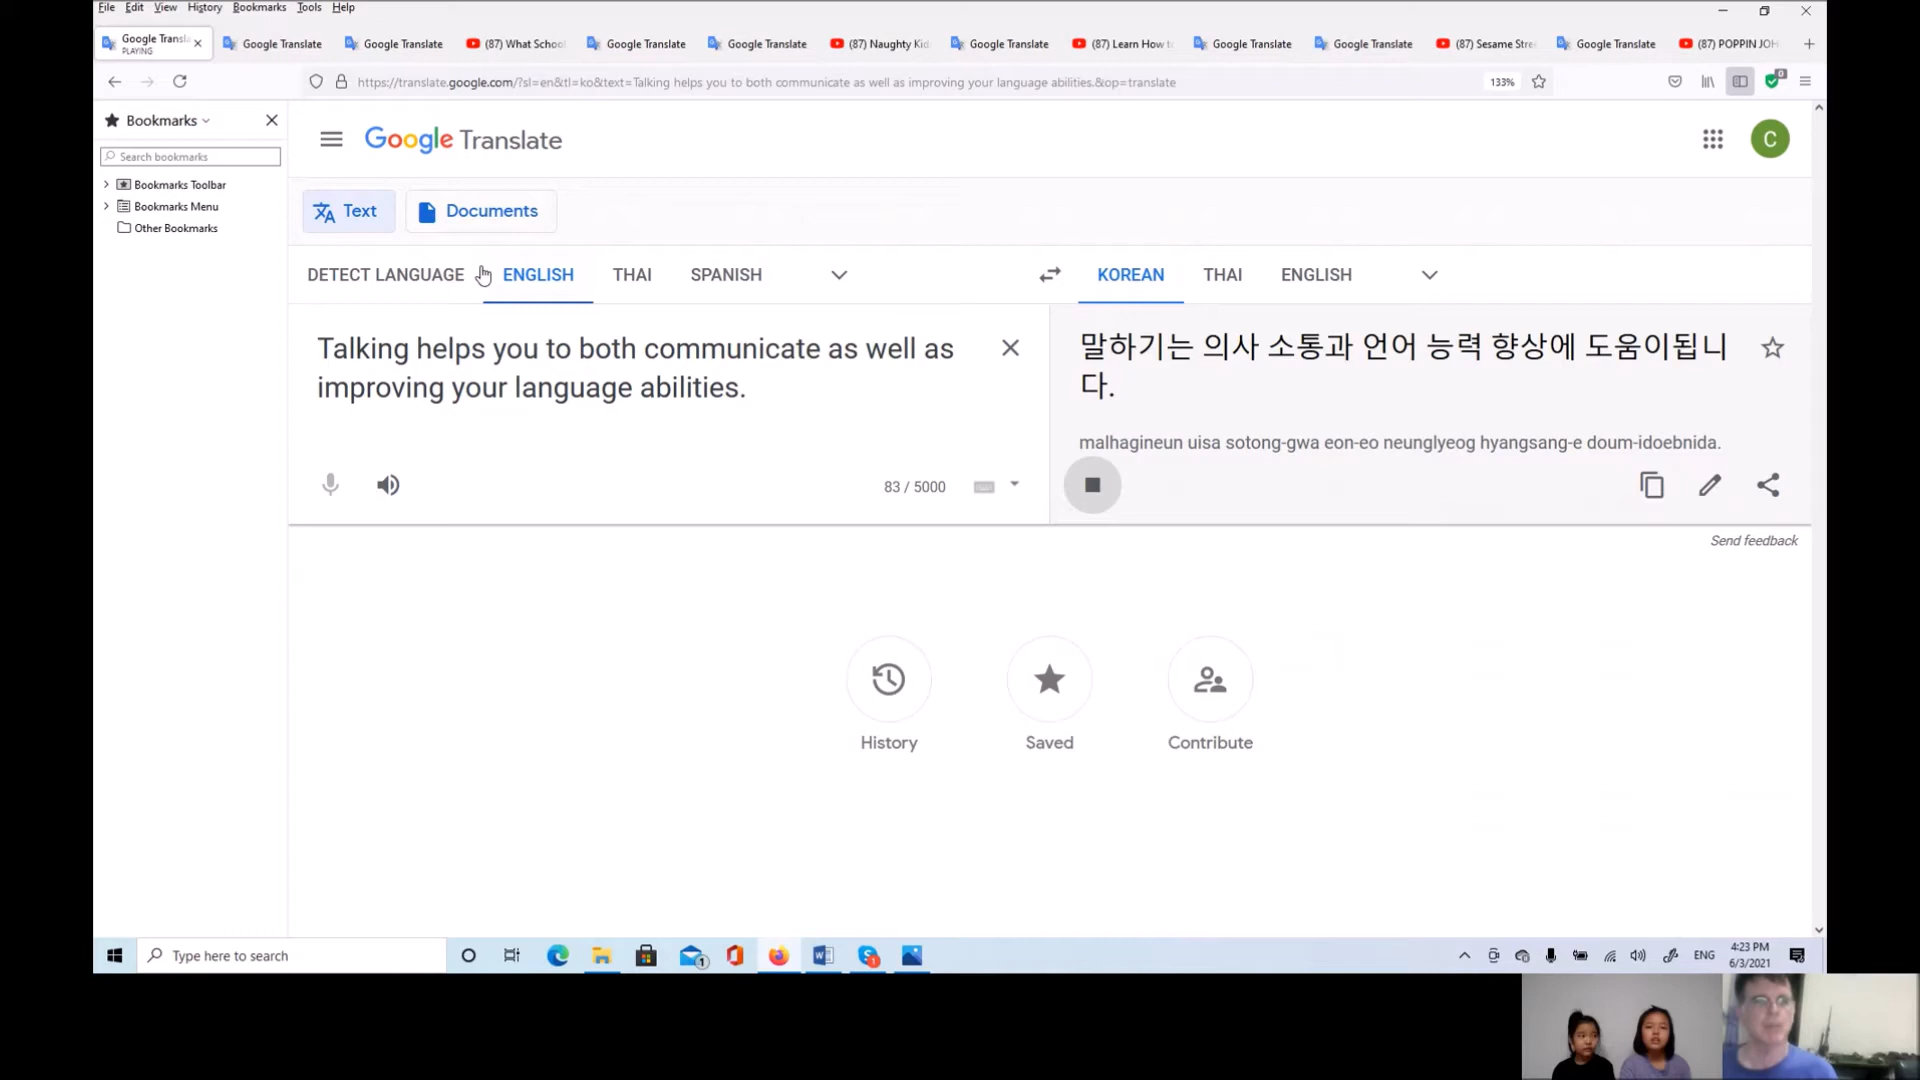 File Edit View History Bookmarks Tools Help
Google Transla
PLAYING
Google Translate
Google Translate
(87) What School
Google Translate
Google Translate
(87) Naughty Kid
Google Translate
(87) Learn How to
Google Translate
Google Translate
(87) Sesame Stre
Google Translate
(87) POPPIN JOH
https://translate.google.com/?sl=en&tl=ko&text=Talking helps you to both communicate as well as improving your language abilities.&op=translate
133%
0
Bookmarks
Search bookmarks
Bookmarks Toolbar
Bookmarks Menu
Other Bookmarks
Google Translate
C
Text
Documents
DETECT LANGUAGE ENGLISH THAI SPANISH
KOREAN THAI ENGLISH
Talking helps you to both communicate as well as
improving your language abilities.
83 / 5000
말하기는 의사 소통과 언어 능력 향상에 도움이됩니
다.
malhagineun uisa sotong-gwa eon-eo neunglyeog hyangsang-e doum-idoebnida.
Send feedback
History
Saved
Contribute
Type here to search
1
ENG
4:23 PM
6/3/2021